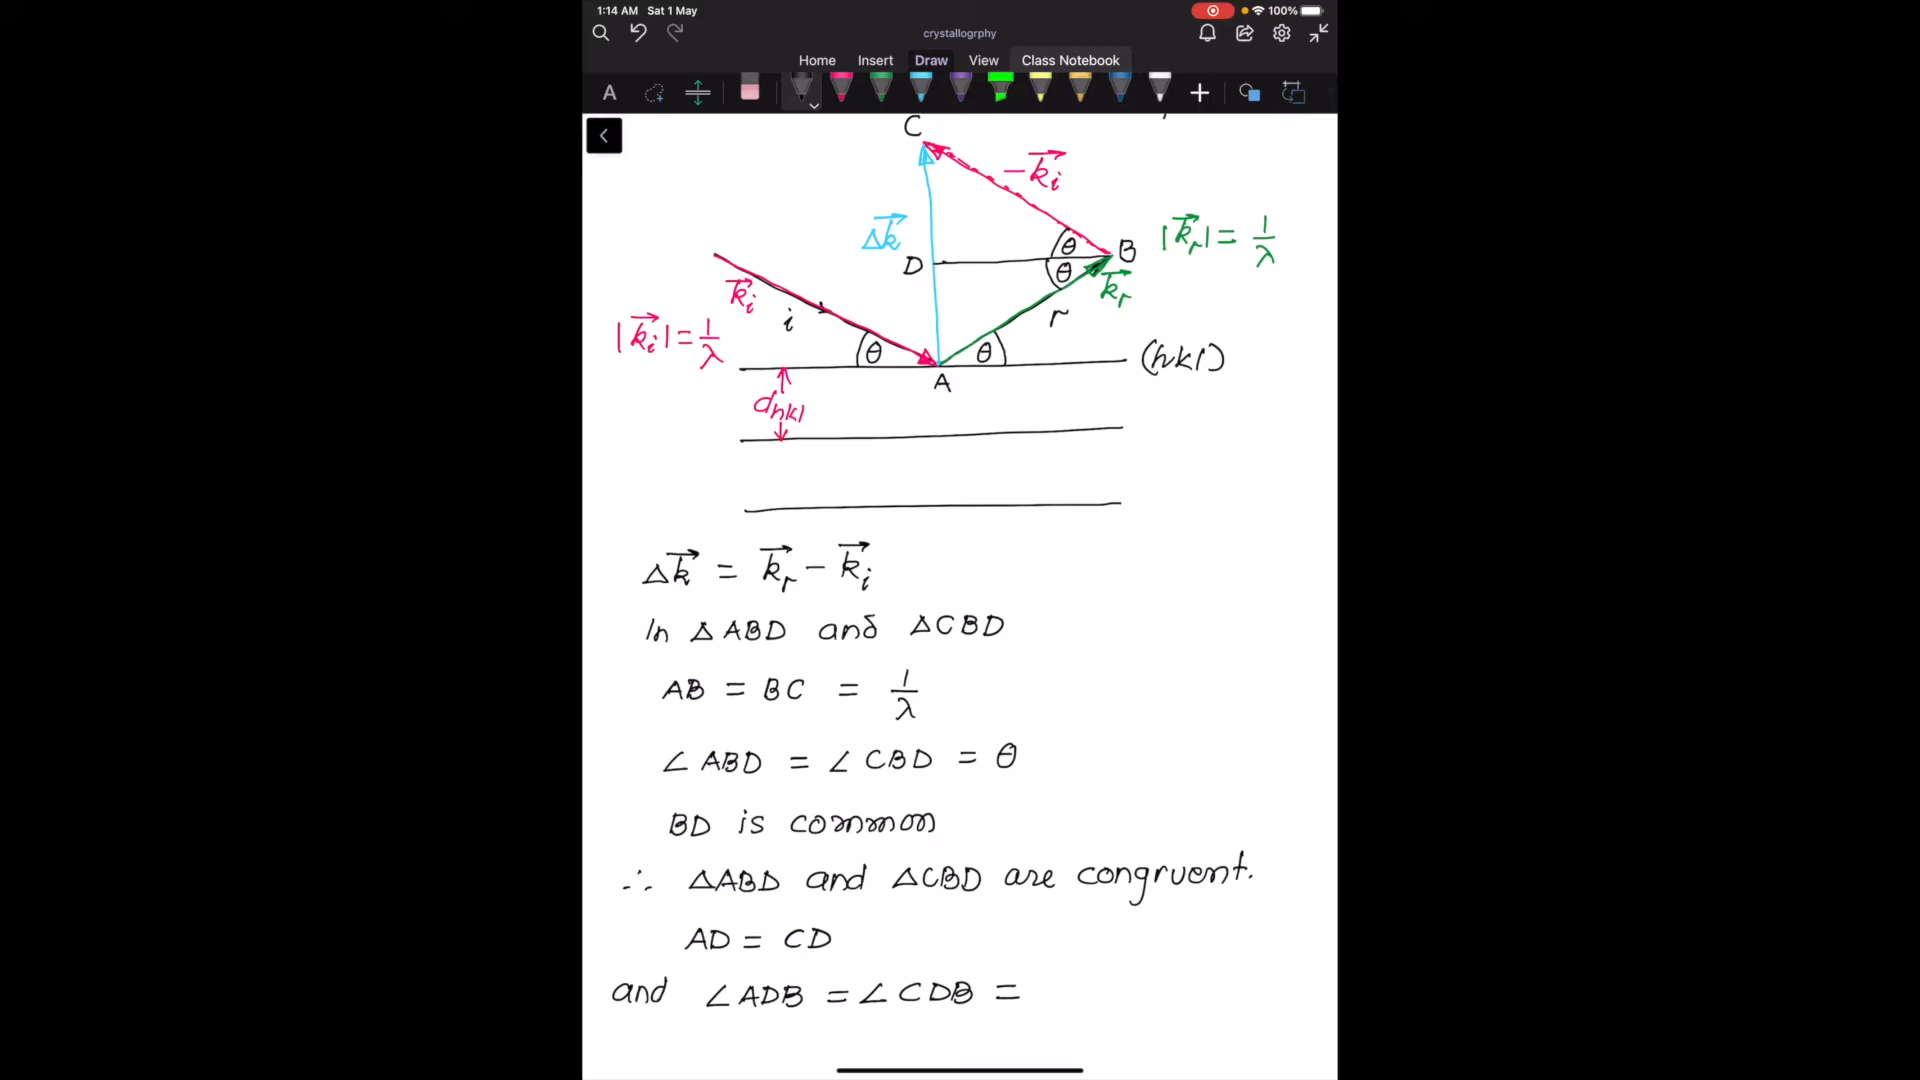 1:14 AM Sat 1 May 100%
crystallogrphy
Home Insert Draw View Class Notebook
A
C
-k⃗i
Δk⃗
|k⃗r| = 1/λ
D θ B
θ
k⃗i k⃗r
i r
|k⃗i| = 1/λ
θ θ (hkl)
A
dhkl
Δk⃗ = k⃗r - k⃗i
In ΔABD and ΔCBD
AB = BC = 1/λ
∠ABD = ∠CBD = θ
BD is common
∴ ΔABD and ΔCBD are congruent.
AD = CD
and ∠ADB = ∠CDB =